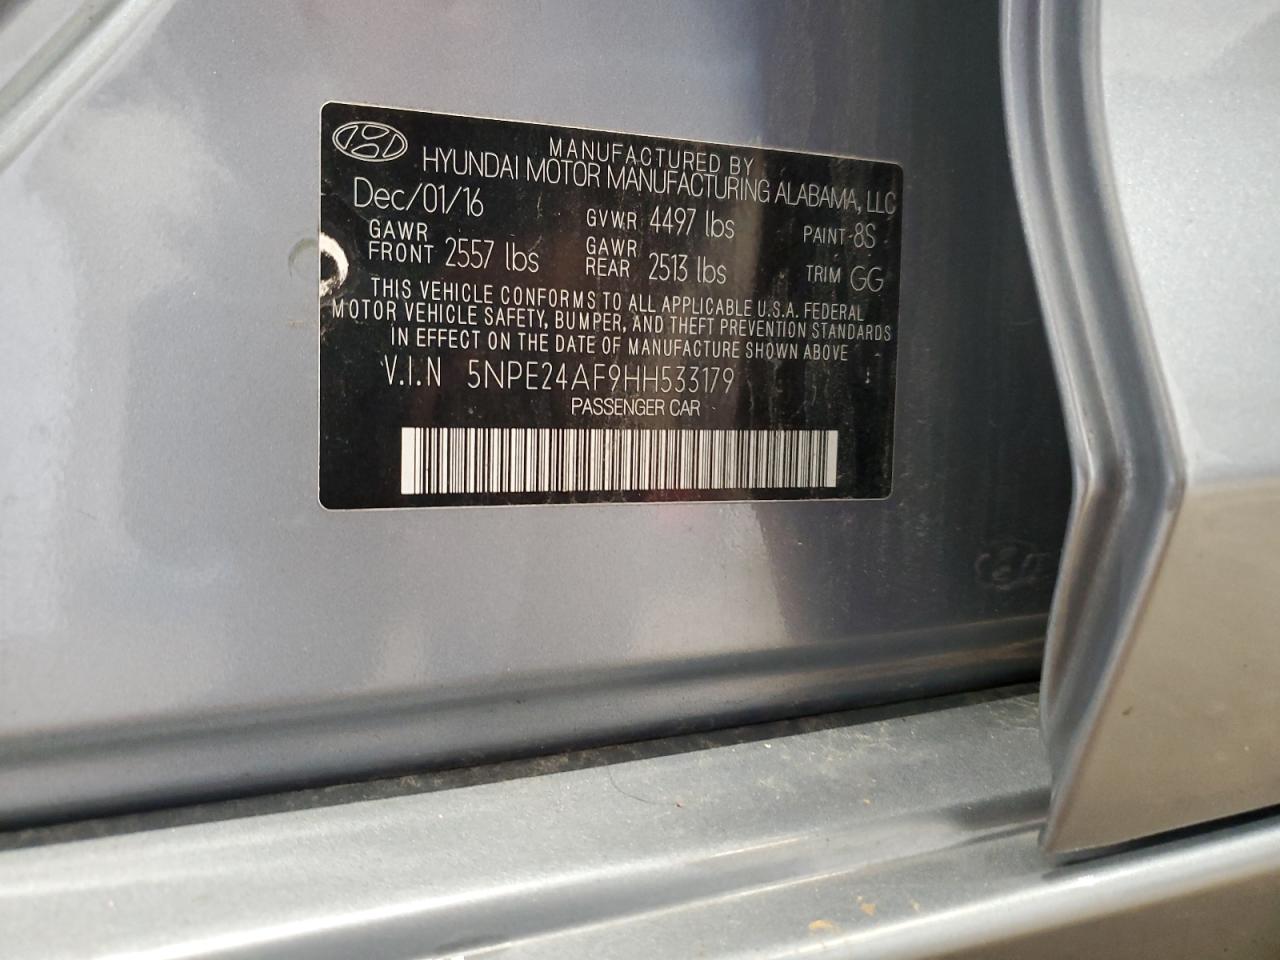 MANUFACTURED BY
HYUNDAI MOTOR MANUFACTURING ALABAMA, LLC
Dec/01/16 GVWR 4497 lbs PAINT 8S
GAWR FRONT 2557 lbs GAWR REAR 2513 lbs TRIM GG
THIS VEHICLE CONFORMS TO ALL APPLICABLE U.S.A. FEDERAL
MOTOR VEHICLE SAFETY, BUMPER, AND THEFT PREVENTION STANDARDS
IN EFFECT ON THE DATE OF MANUFACTURE SHOWN ABOVE
V.I.N 5NPE24AF9HH533179
PASSENGER CAR